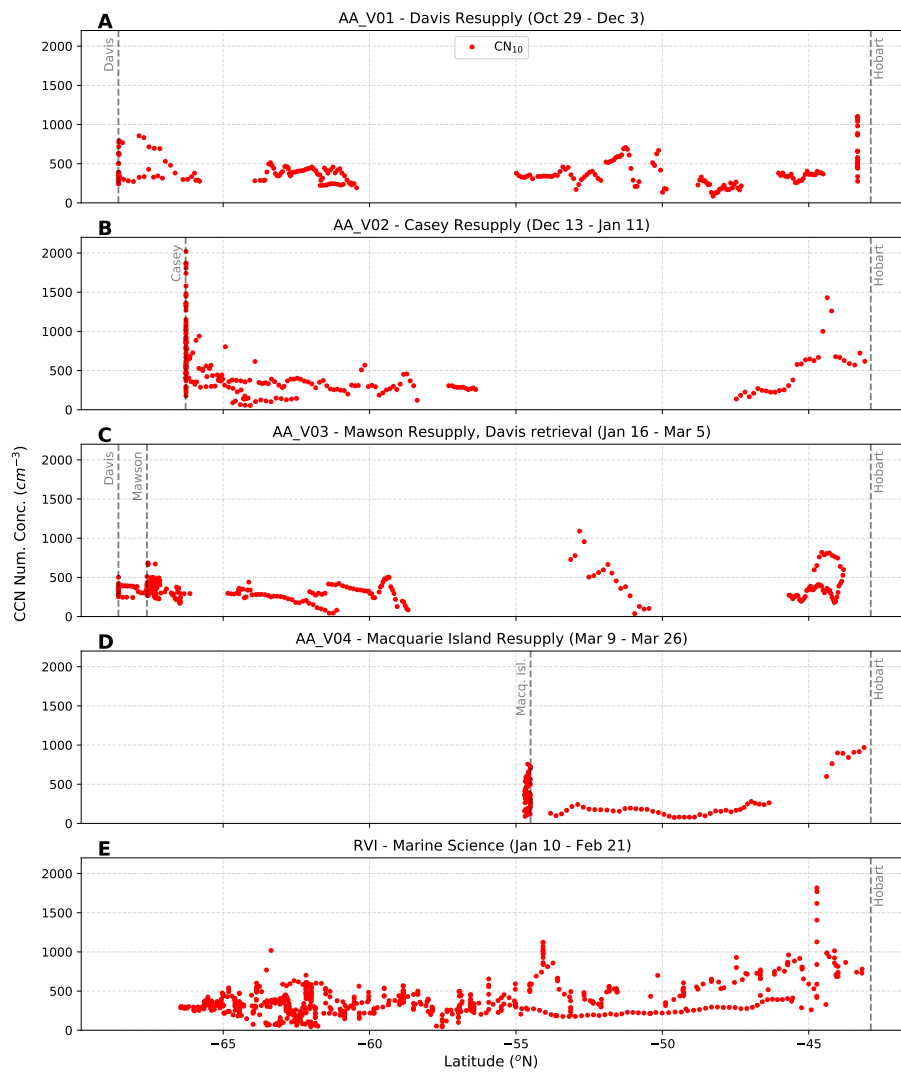 A
AA_V01 - Davis Resupply (Oct 29 - Dec 3)
CN10
Davis
Hobart
2000
1500
1000
500
0
B
AA_V02 - Casey Resupply (Dec 13 - Jan 11)
Casey
Hobart
2000
1500
1000
500
0
C
AA_V03 - Mawson Resupply, Davis retrieval (Jan 16 - Mar 5)
Davis
Mawson
Hobart
2000
1500
1000
500
0
CCN Num. Conc. (cm⁻³)
D
AA_V04 - Macquarie Island Resupply (Mar 9 - Mar 26)
Macq. Isl.
Hobart
2000
1500
1000
500
0
E
RVI - Marine Science (Jan 10 - Feb 21)
Hobart
2000
1500
1000
500
0
−65 −60 −55 −50 −45
Latitude (°N)